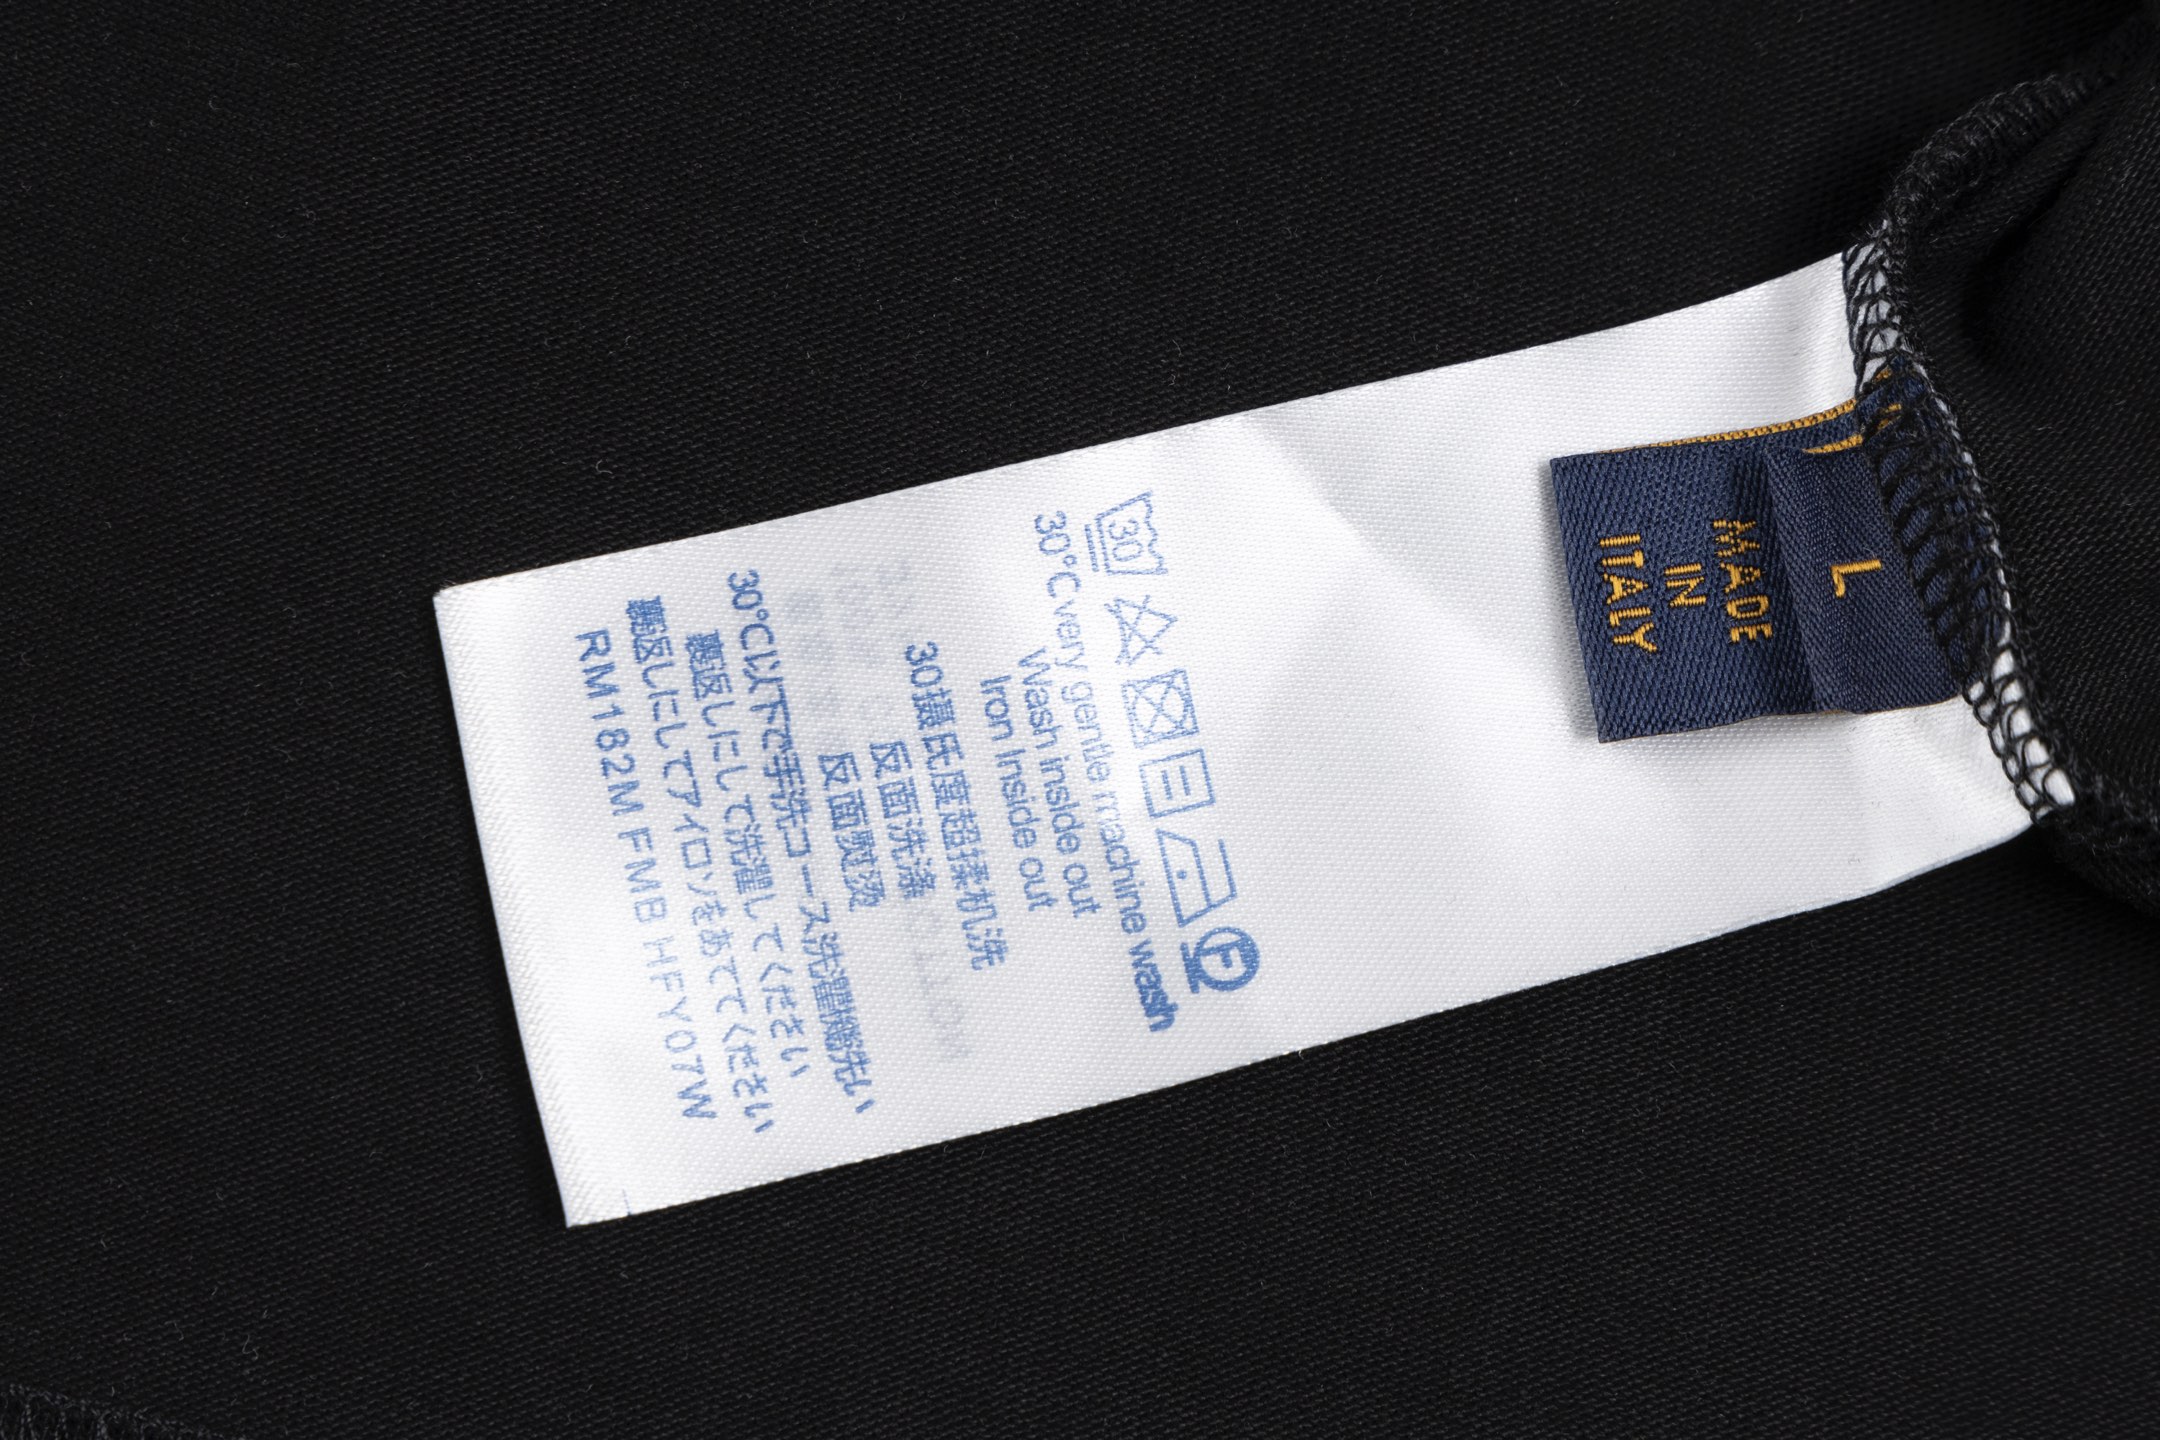 L
MADE
IN
ITALY
30
F
30°C very gentle machine wash
Wash inside out
Iron Inside out
30摄氏度超揉机洗
反面洗涤
反面熨烫
30°C以下で手洗コース洗濯機洗い
裏返しにして洗濯してください
裏返しにしてアイロンをあててください
RM182M FMB HFY07W